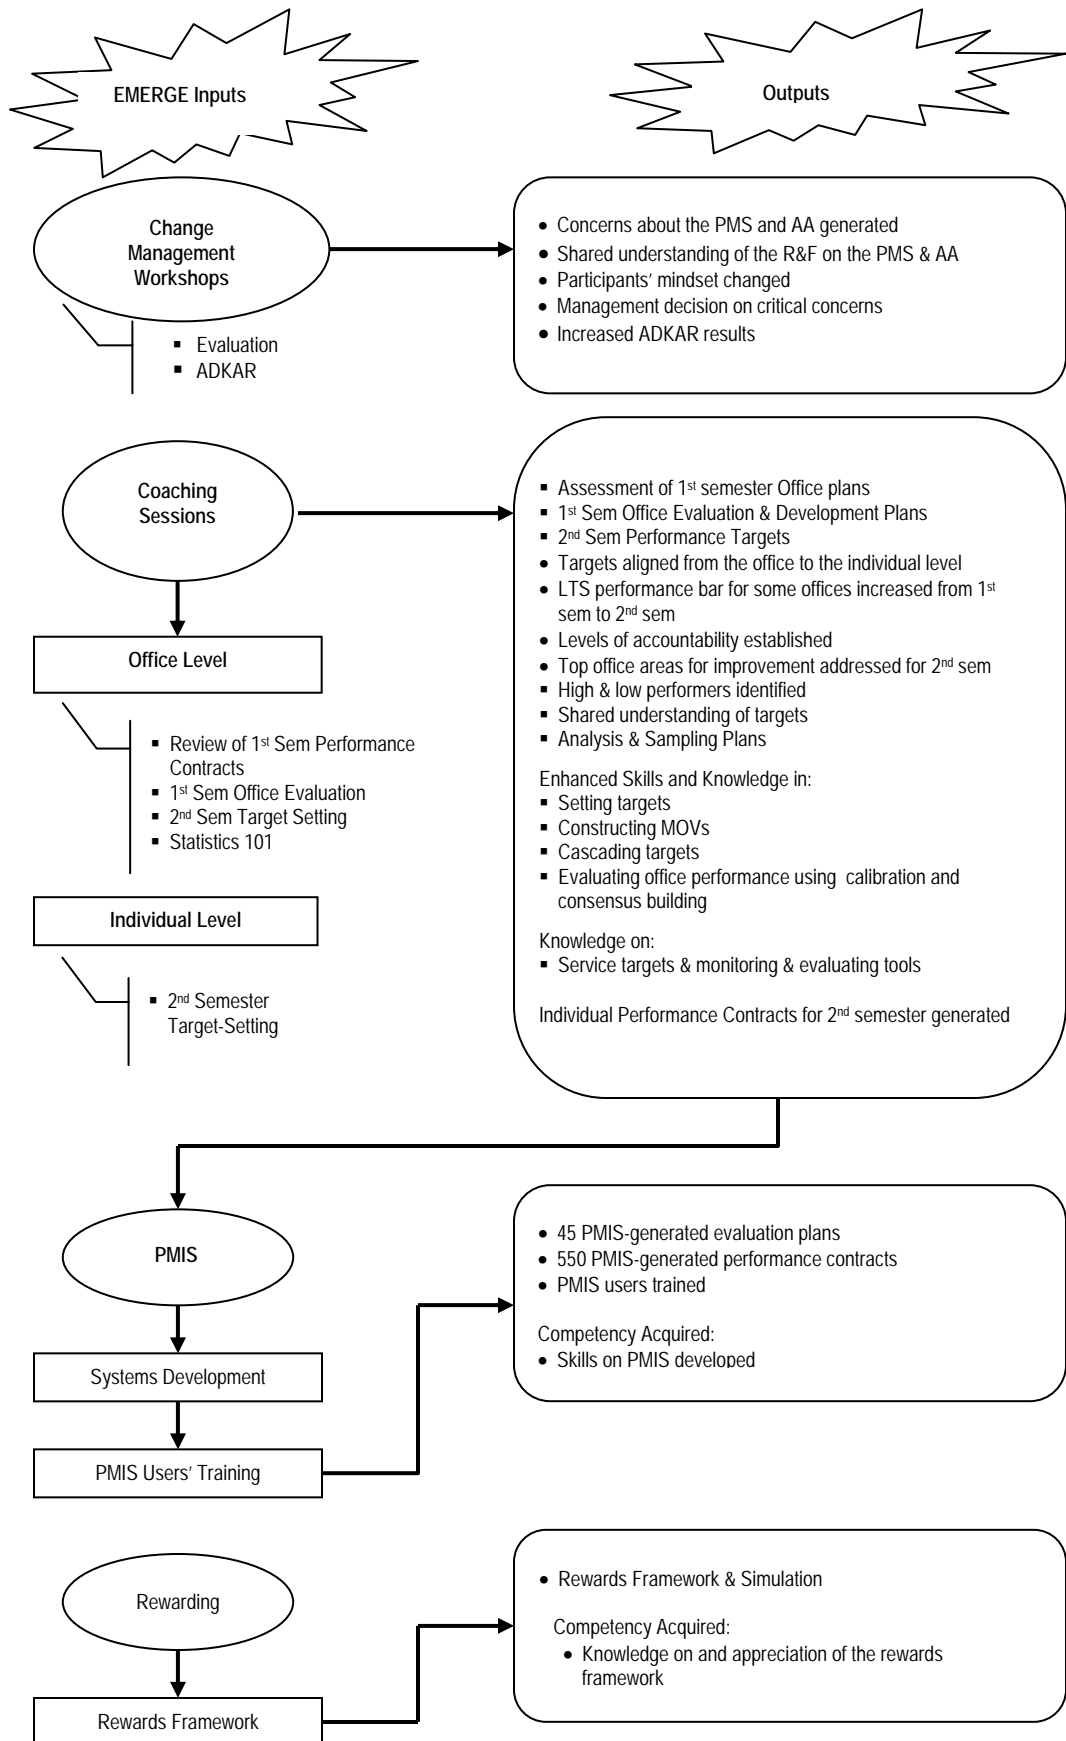 EMERGE Inputs
Outputs
Change
Management
Workshops
▪ Evaluation
▪ ADKAR
• Concerns about the PMS and AA generated
• Shared understanding of the R&F on the PMS & AA
• Participants’ mindset changed
• Management decision on critical concerns
• Increased ADKAR results
Coaching
Sessions
Office Level
▪ Review of 1st Sem Performance
Contracts
▪ 1st Sem Office Evaluation
▪ 2nd Sem Target Setting
▪ Statistics 101
Individual Level
▪ 2nd Semester
Target-Setting
▪ Assessment of 1st semester Office plans
▪ 1st Sem Office Evaluation & Development Plans
▪ 2nd Sem Performance Targets
• Targets aligned from the office to the individual level
• LTS performance bar for some offices increased from 1st
sem to 2nd sem
• Levels of accountability established
• Top office areas for improvement addressed for 2nd sem
▪ High & low performers identified
▪ Shared understanding of targets
▪ Analysis & Sampling Plans
Enhanced Skills and Knowledge in:
▪ Setting targets
▪ Constructing MOVs
▪ Cascading targets
▪ Evaluating office performance using calibration and
consensus building
Knowledge on:
▪ Service targets & monitoring & evaluating tools
Individual Performance Contracts for 2nd semester generated
PMIS
Systems Development
PMIS Users’ Training
• 45 PMIS-generated evaluation plans
• 550 PMIS-generated performance contracts
• PMIS users trained
Competency Acquired:
• Skills on PMIS developed
Rewarding
Rewards Framework
• Rewards Framework & Simulation
Competency Acquired:
• Knowledge on and appreciation of the rewards
framework